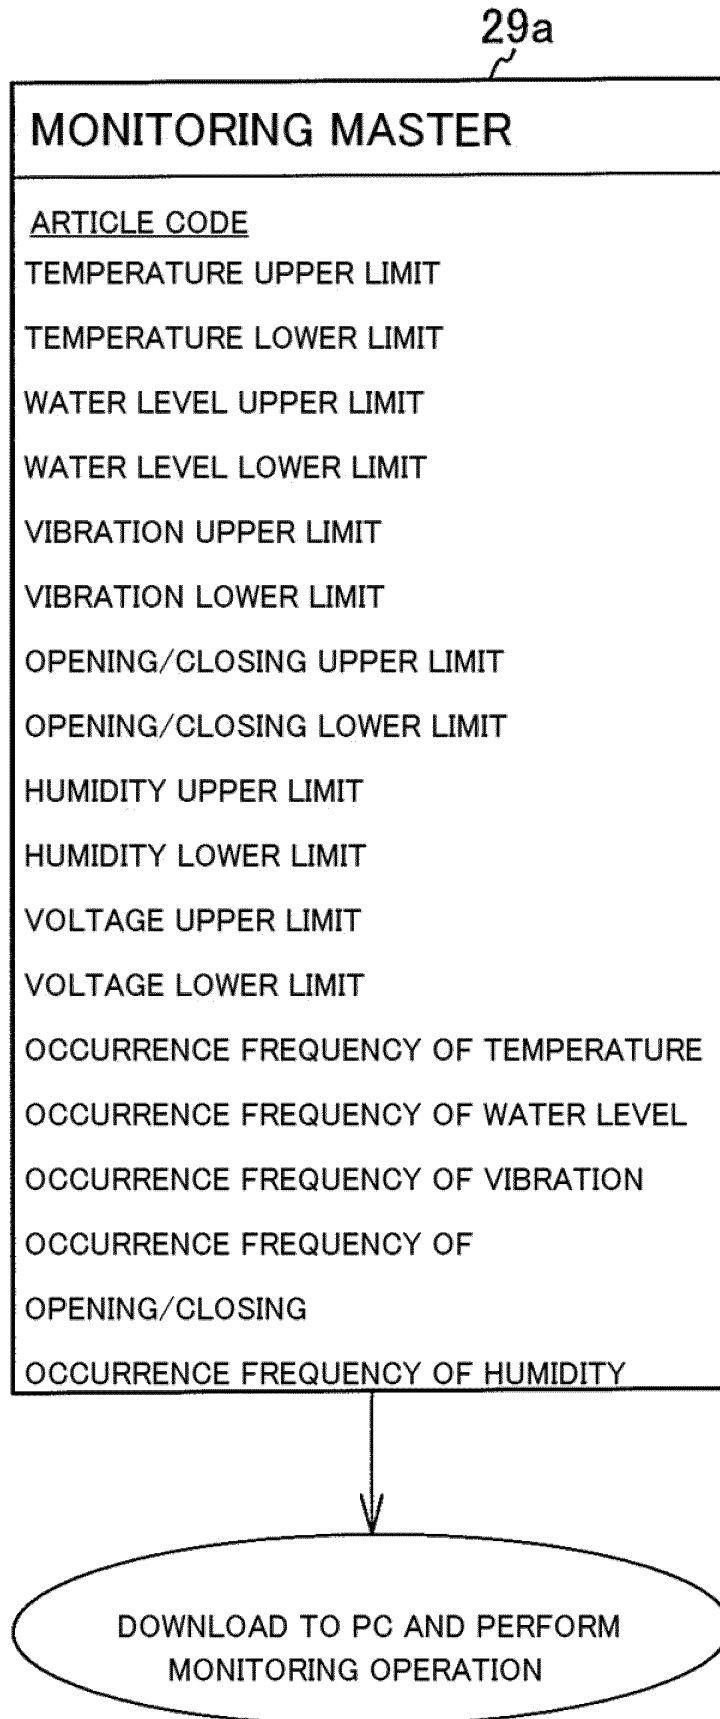 29a
MONITORING MASTER
ARTICLE CODE
TEMPERATURE UPPER LIMIT
TEMPERATURE LOWER LIMIT
WATER LEVEL UPPER LIMIT
WATER LEVEL LOWER LIMIT
VIBRATION UPPER LIMIT
VIBRATION LOWER LIMIT
OPENING/CLOSING UPPER LIMIT
OPENING/CLOSING LOWER LIMIT
HUMIDITY UPPER LIMIT
HUMIDITY LOWER LIMIT
VOLTAGE UPPER LIMIT
VOLTAGE LOWER LIMIT
OCCURRENCE FREQUENCY OF TEMPERATURE
OCCURRENCE FREQUENCY OF WATER LEVEL
OCCURRENCE FREQUENCY OF VIBRATION
OCCURRENCE FREQUENCY OF
OPENING/CLOSING
OCCURRENCE FREQUENCY OF HUMIDITY
DOWNLOAD TO PC AND PERFORM
MONITORING OPERATION